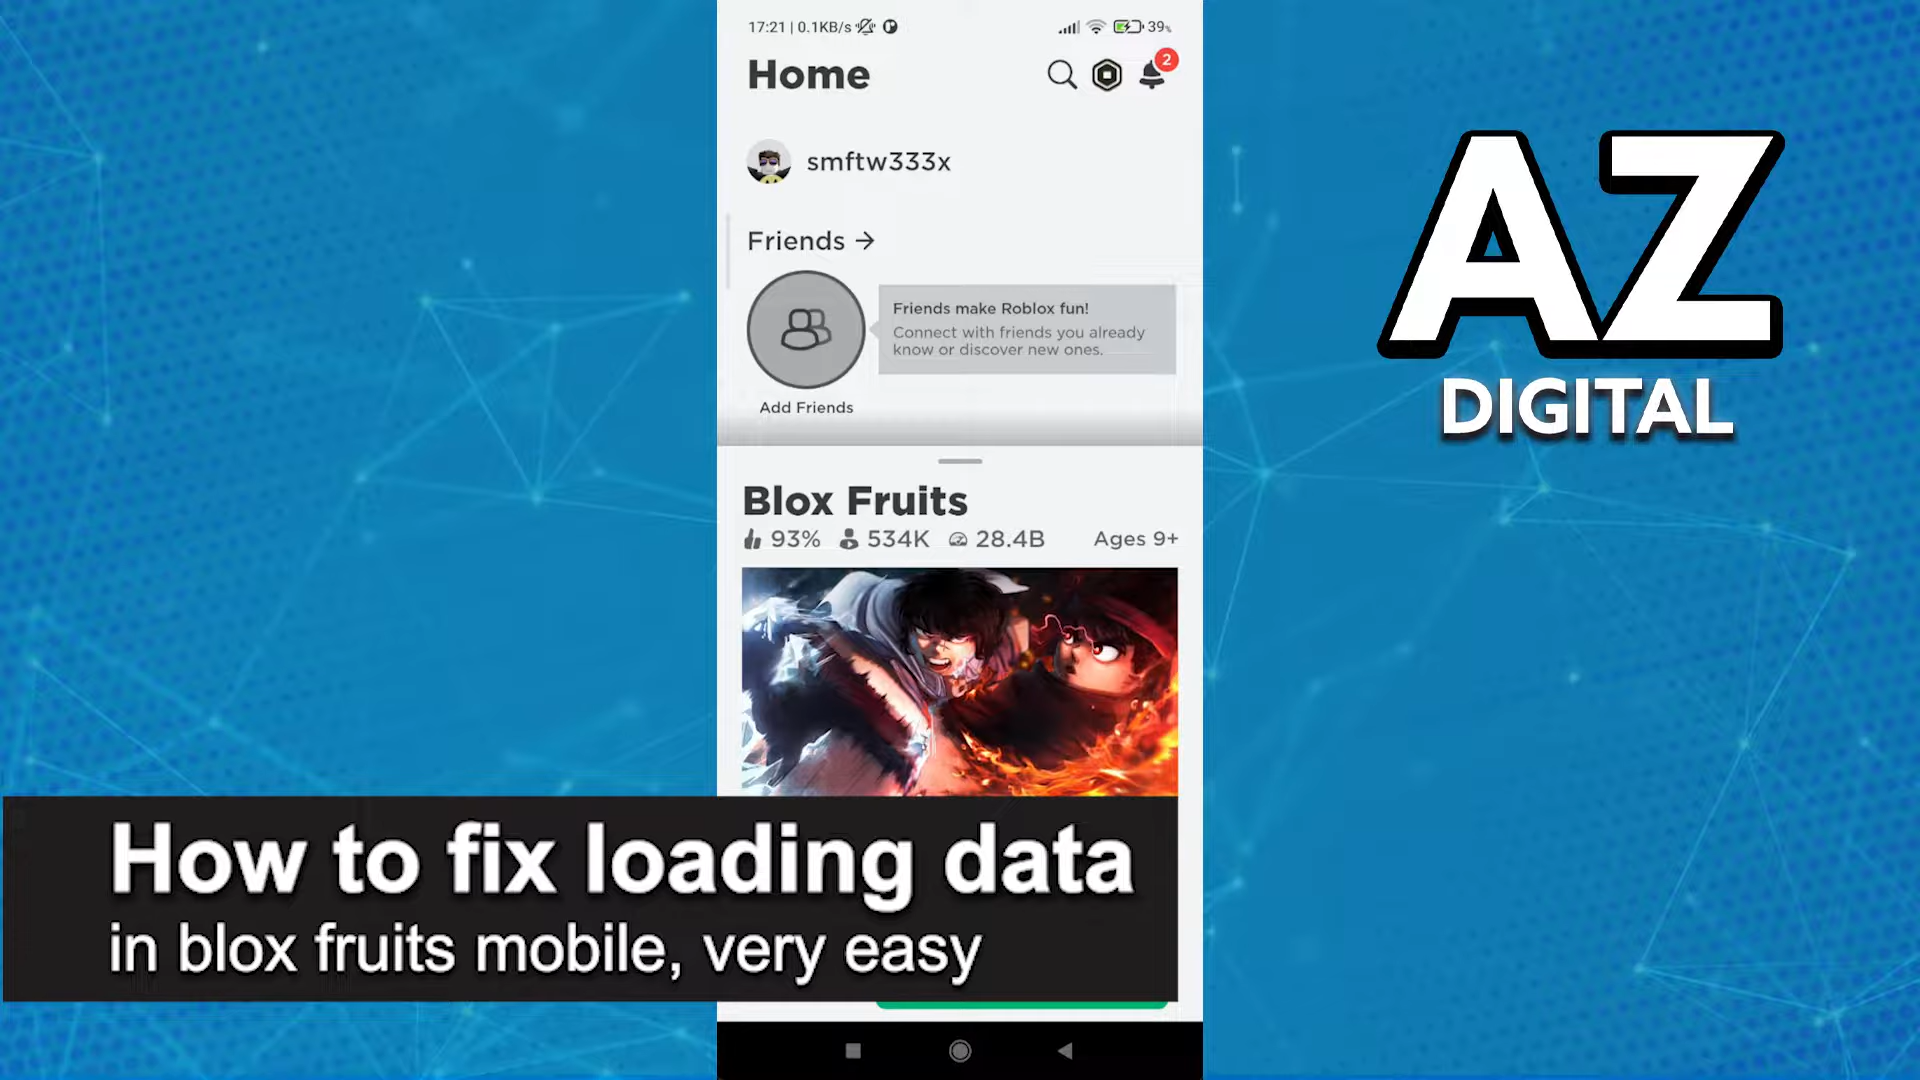 17:21 | 0.1KB/s
39%
Home
2
smftw333x
Friends →
Friends make Roblox fun!
Connect with friends you already
know or discover new ones.
Add Friends
Blox Fruits
93% 534K 28.4B Ages 9+
AZ
DIGITAL
How to fix loading data
in blox fruits mobile, very easy